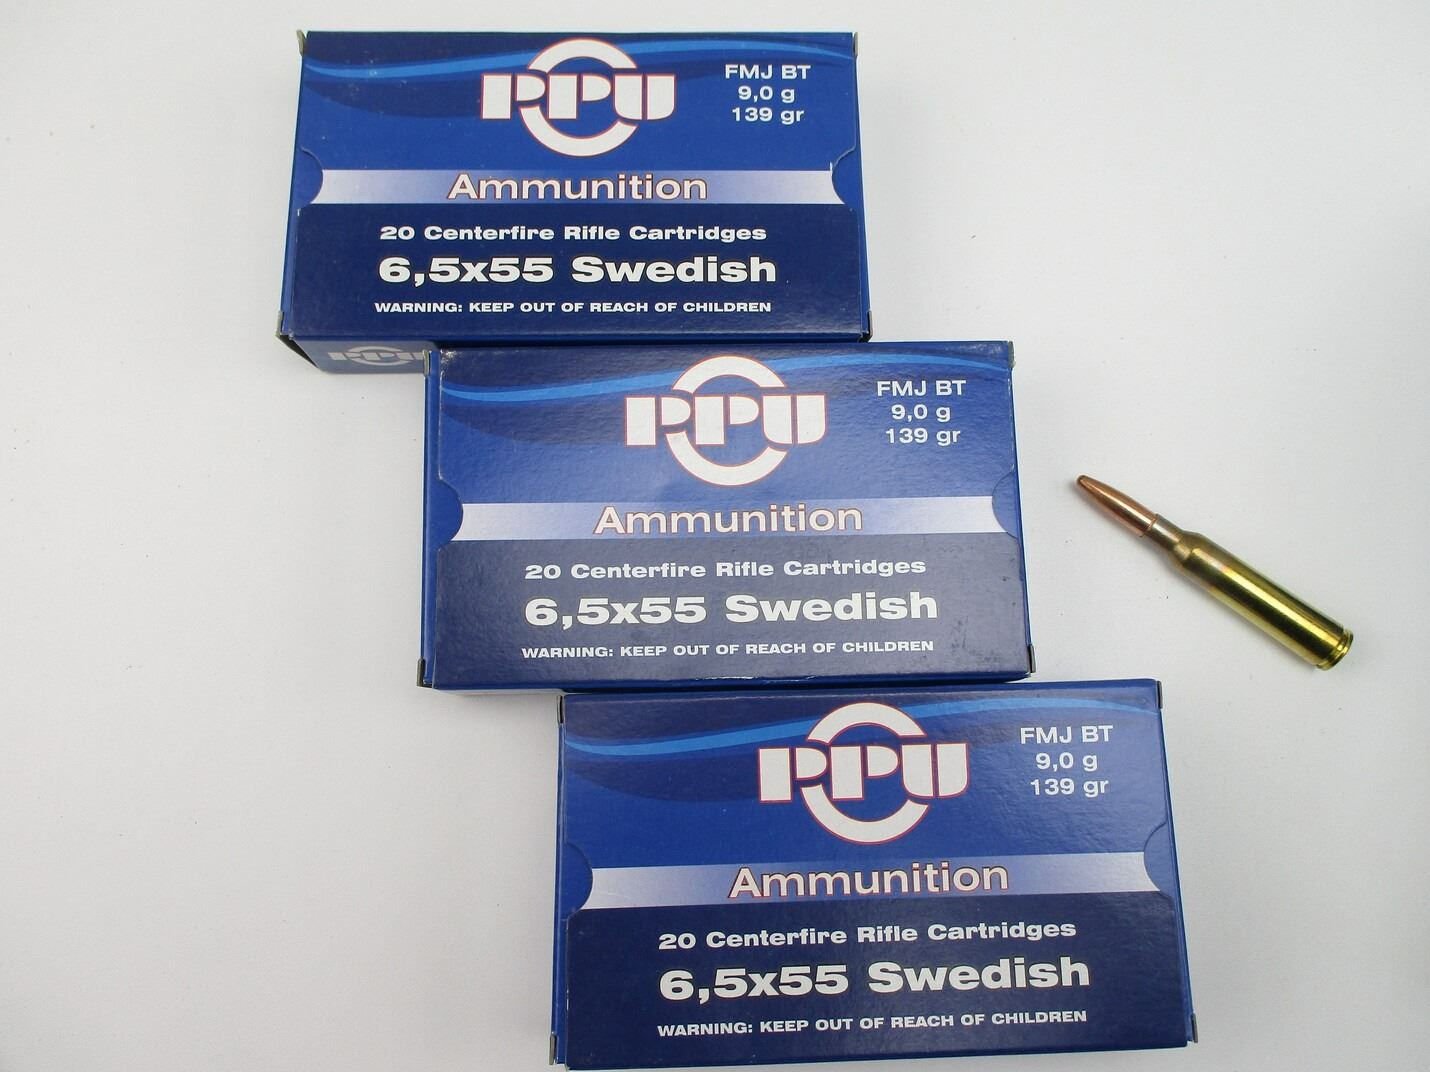 PPU
FMJ BT
9,0 g
139 gr
Ammunition
20 Centerfire Rifle Cartridges
6,5x55 Swedish
WARNING: KEEP OUT OF REACH OF CHILDREN
PPU
PPU
FMJ BT
9,0 g
139 gr
Ammunition
20 Centerfire Rifle Cartridges
6,5x55 Swedish
WARNING: KEEP OUT OF REACH OF CHILDREN
PPU
FMJ BT
9,0 g
139 gr
Ammunition
20 Centerfire Rifle Cartridges
6,5x55 Swedish
WARNING: KEEP OUT OF REACH OF CHILDREN